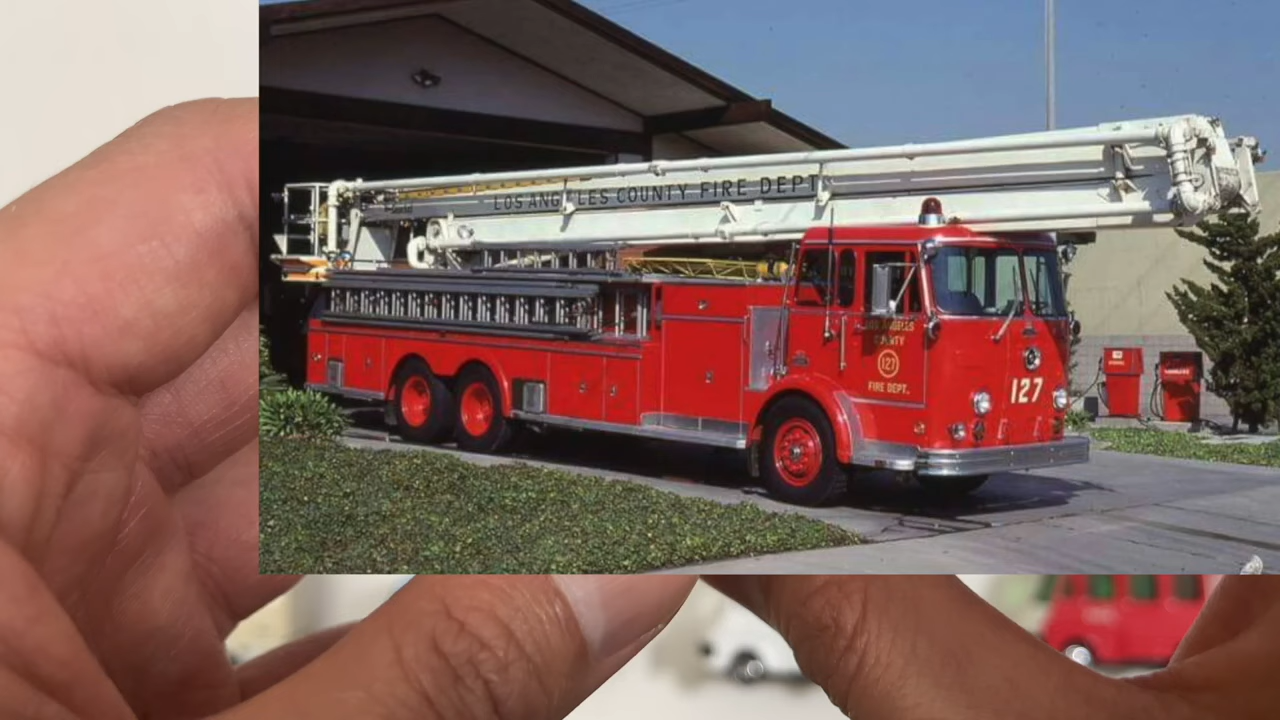 LOS ANGELES COUNTY FIRE DEPT
LOS ANGELES
COUNTY
127
FIRE DEPT.
127